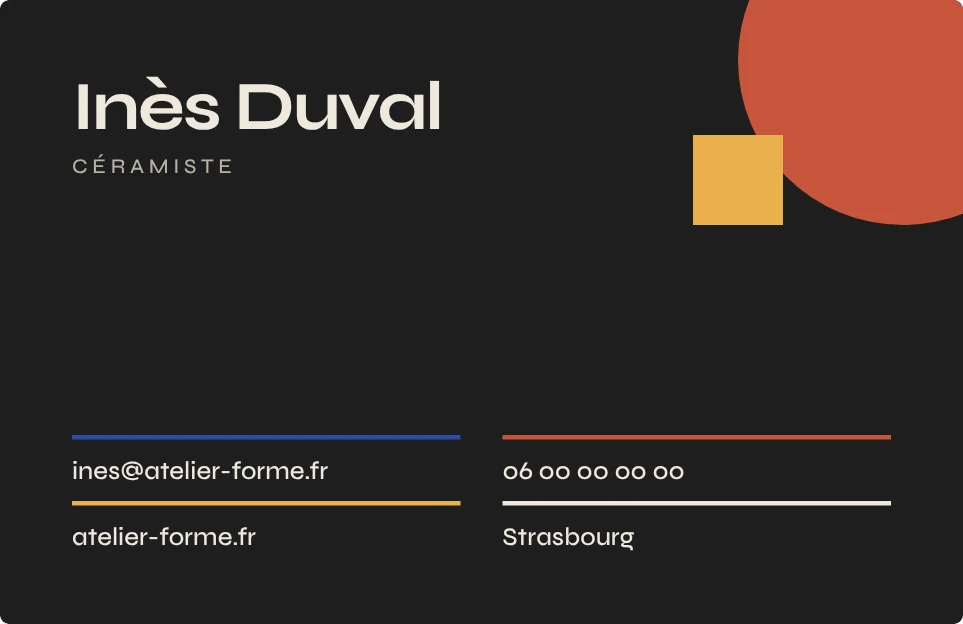 Inès Duval
CÉRAMISTE
ines@atelier-forme.fr
06 00 00 00 00
atelier-forme.fr
Strasbourg